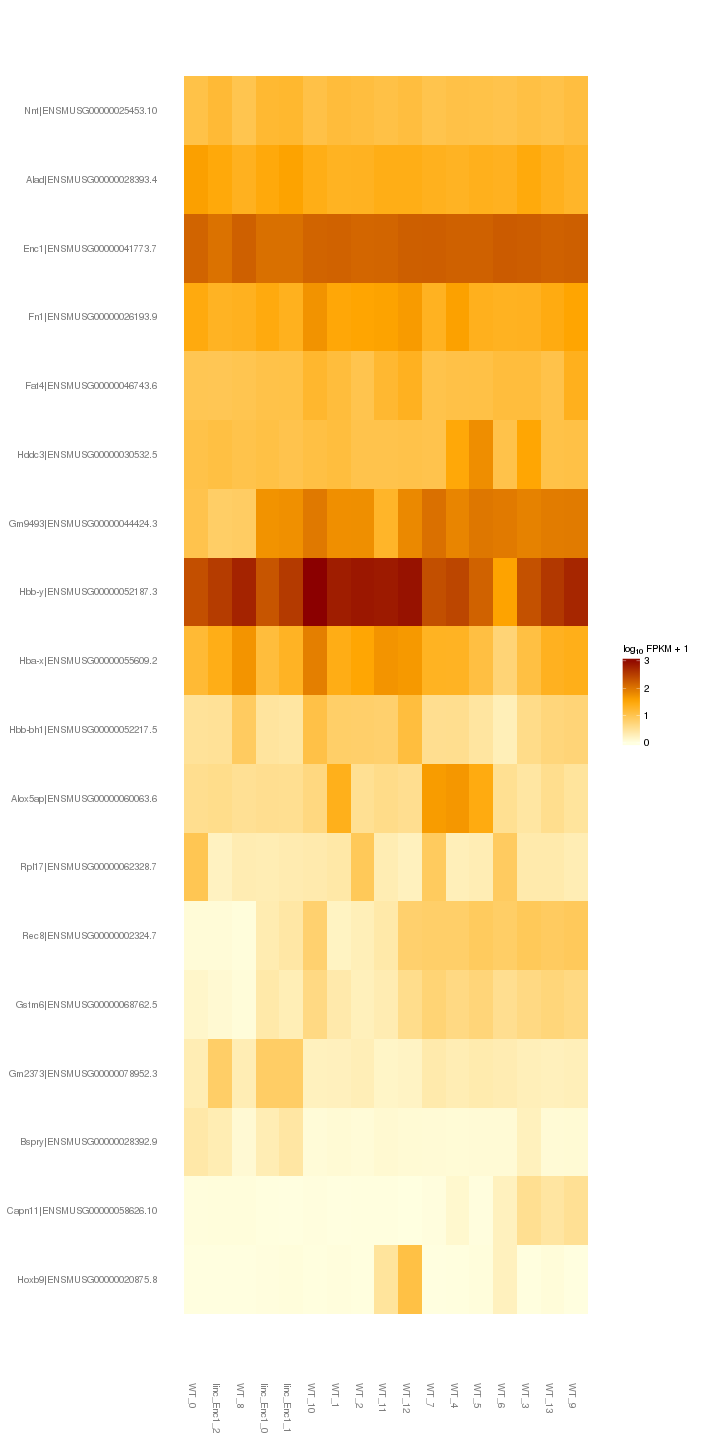 Nnt|ENSMUSG00000025453.10
Alad|ENSMUSG00000028393.4
Enc1|ENSMUSG00000041773.7
Fn1|ENSMUSG00000026193.9
Fat4|ENSMUSG00000046743.6
Hddc3|ENSMUSG00000030532.5
Gm9493|ENSMUSG00000044424.3
Hbb-y|ENSMUSG00000052187.3
Hba-x|ENSMUSG00000055609.2
log10 FPKM + 1
3
2
1
0
Hbb-bh1|ENSMUSG00000052217.5
Alox5ap|ENSMUSG00000060063.6
Rpl17|ENSMUSG00000062328.7
Rec8|ENSMUSG00000002324.7
Gstm6|ENSMUSG00000068762.5
Gm2373|ENSMUSG00000078952.3
Bspry|ENSMUSG00000028392.9
Capn11|ENSMUSG00000058626.10
Hoxb9|ENSMUSG00000020875.8
WT_0
linc_Enc1_2
WT_8
linc_Enc1_0
linc_Enc1_1
WT_10
WT_1
WT_2
WT_11
WT_12
WT_7
WT_4
WT_5
WT_6
WT_3
WT_13
WT_9